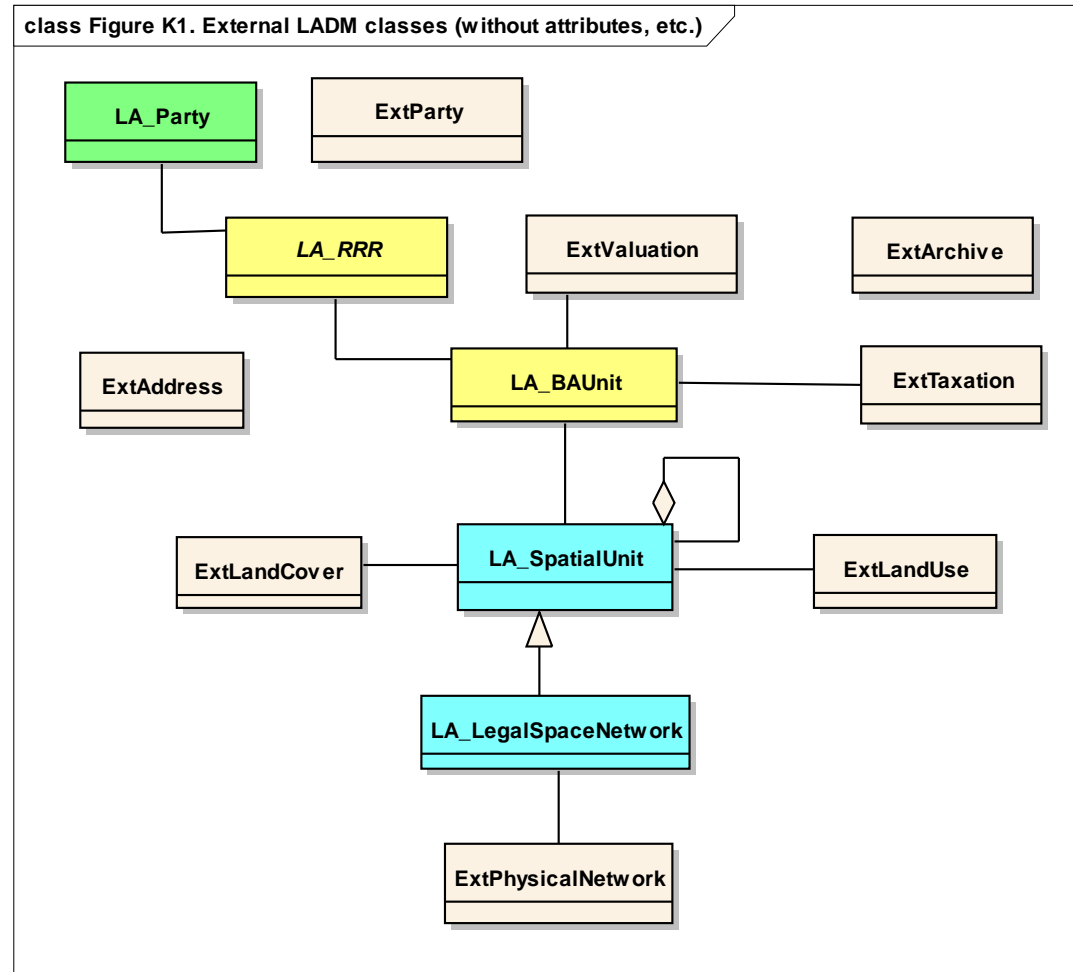 class Figure K1. External LADM classes (without attributes, etc.)
LA_Party
ExtParty
LA_RRR
ExtValuation
ExtArchive
ExtAddress
LA_BAUnit
ExtTaxation
ExtLandCover
LA_SpatialUnit
ExtLandUse
LA_LegalSpaceNetwork
ExtPhysicalNetwork